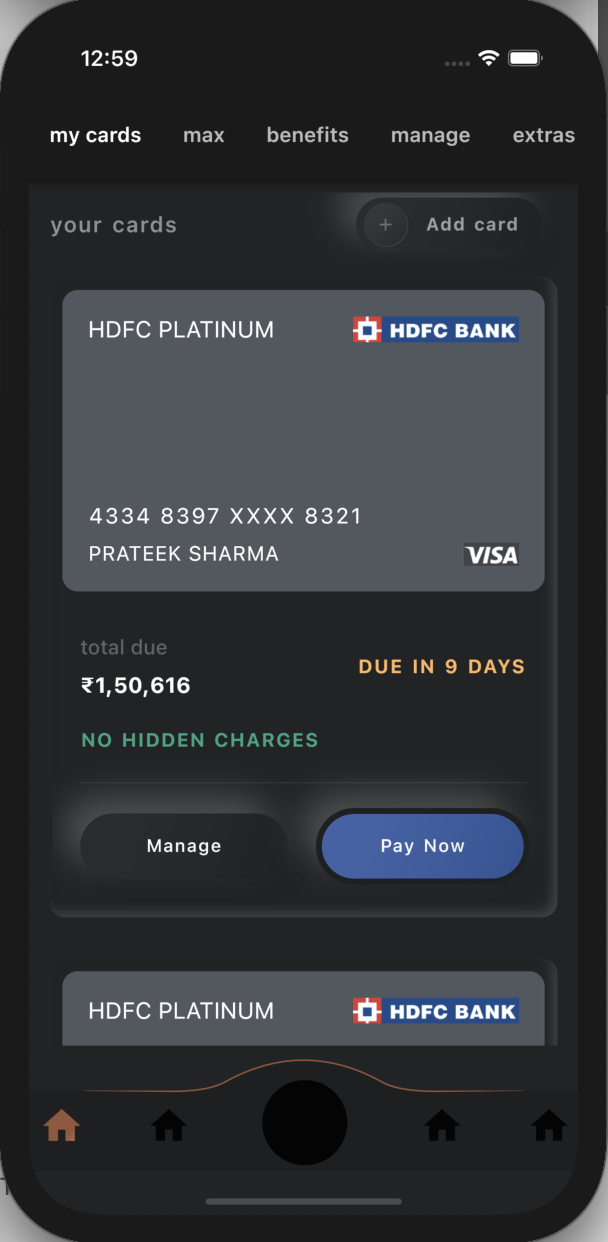 12:59
my cards max benefits manage extras
your cards + Add card
HDFC PLATINUM HDFC BANK
4334 8397 XXXX 8321
PRATEEK SHARMA VISA
total due
₹1,50,616
DUE IN 9 DAYS
NO HIDDEN CHARGES
Manage Pay Now
HDFC PLATINUM HDFC BANK